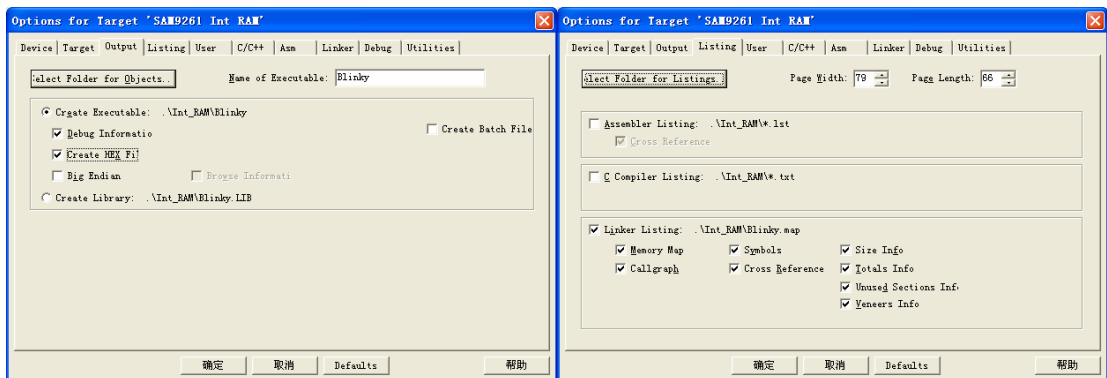 Options for Target 'SAM9261 Int RAM'
Device Target Output Listing User C/C++ Asm Linker Debug Utilities
elect Folder for Objects..
Name of Executable: Blinky
Create Executable: .\Int_RAM\Blinky
Debug Informatio
Create Batch File
Create HEX Fi
Big Endian
Browse Informati
Create Library: .\Int_RAM\Blinky.LIB
确定 取消 Defaults 帮助
Options for Target 'SAM9261 Int RAM'
Device Target Output Listing User C/C++ Asm Linker Debug Utilities
elect Folder for Listings.
Page Width: 79 Page Length: 66
Assembler Listing: .\Int_RAM\*.lst
Cross Reference
C Compiler Listing: .\Int_RAM\*.txt
Linker Listing: .\Int_RAM\Blinky.map
Memory Map Symbols Size Info
Callgraph Cross Reference Totals Info
Unused Sections Inf
Veneers Info
确定 取消 Defaults 帮助